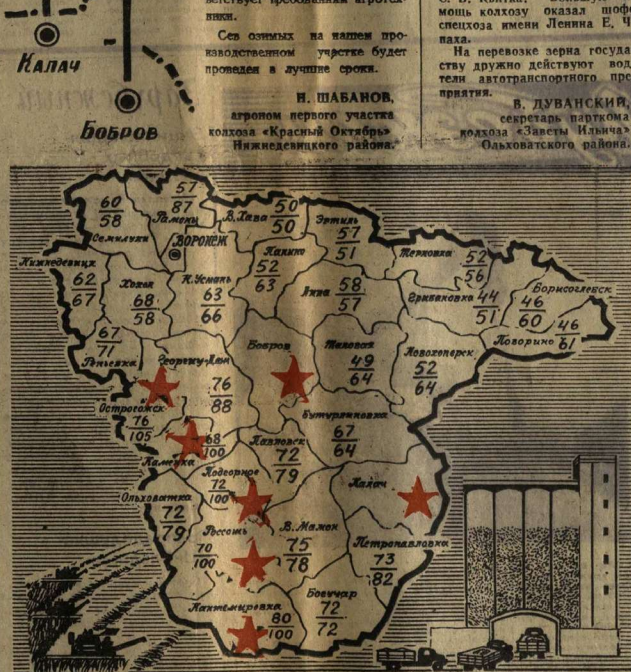 Калач
Бобров
ветствует требованиям агротех-
ники.
Сев озимых на нашем про-
изводственном участке будет
проведен в лучшие сроки.
Н. ШАБАНОВ,
агроном первого участка
колхоза «Красный Октябрь»
Нижнедевицкого района.
мощь колхозу оказал шофе
спецхоза имени Ленина Е. Ч
паха.
На перевозке зерна госуда
ству дружно действуют вод
тели автотранспортного пре
приятия.
В. ДУВАНСКИЙ,
секретарь парткома
колхоза «Заветы Ильича»
Ольховатского района.
60
58
Семилуки
57
87
Рамонь
В. Хава
50
50
Эртиль
57
51
ВОРОНЕЖ
Панино
52
63
Терновка
52
56
Нижнедевицк
62
67
Хохол
68
58
Н. Усмань
63
66
Анна
58
57
Грибановка
44
51
Борисоглебск
46
60
Поворино
46
61
67
71
Репьевка
Георгиу-Деж
76
88
Бобров
Таловая
49
64
Новохоперск
52
64
Острогожск
76
105
Бутурлиновка
67
64
Каменка
68
100
Павловск
72
79
Подгорное
72
100
Калач
Ольховатка
72
79
Россошь
70
100
В. Мамон
75
78
Петропавловка
73
82
Кантемировка
80
100
Богучар
72
72